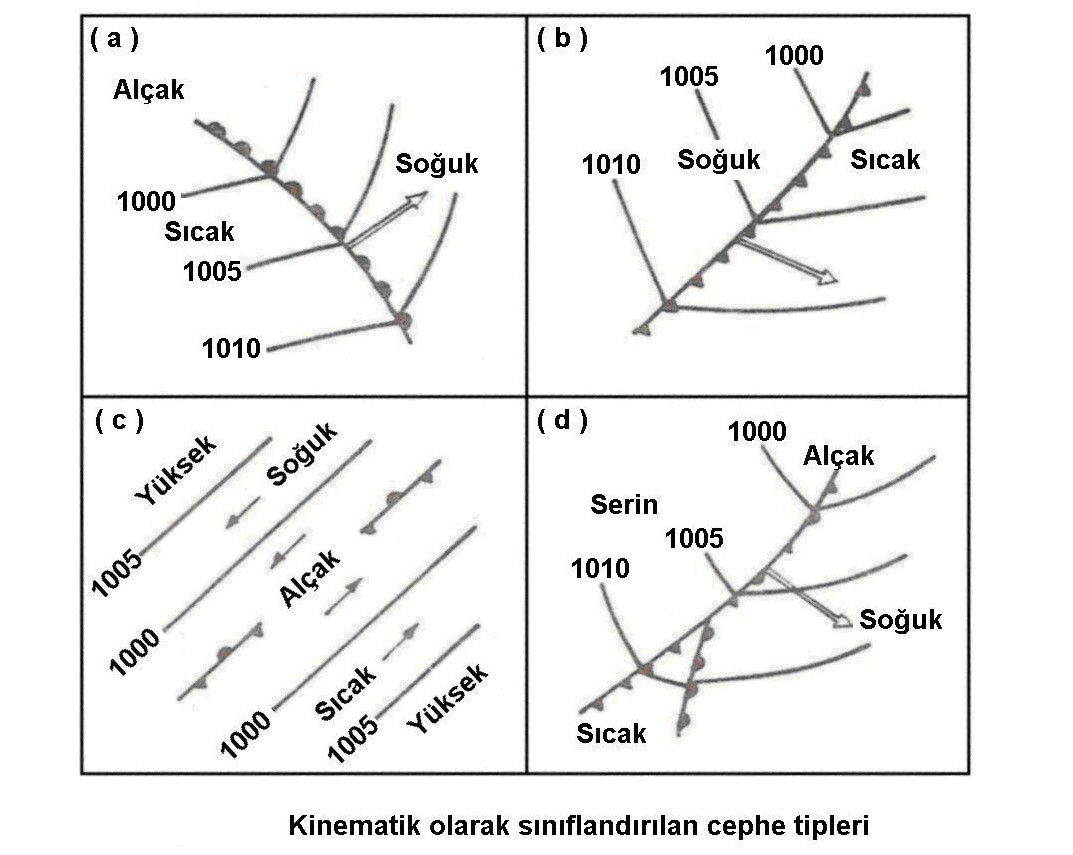 ( a )
Alçak
Soğuk
1000
Sıcak
1005
1010
( b )
1000
1005
1010
Soğuk
Sıcak
( c )
Yüksek
Soğuk
1005
Alçak
1000
Sıcak
1000
1005
Yüksek
( d )
1000
Alçak
Serin
1005
1010
Soğuk
Sıcak
Kinematik olarak sınıflandırılan cephe tipleri